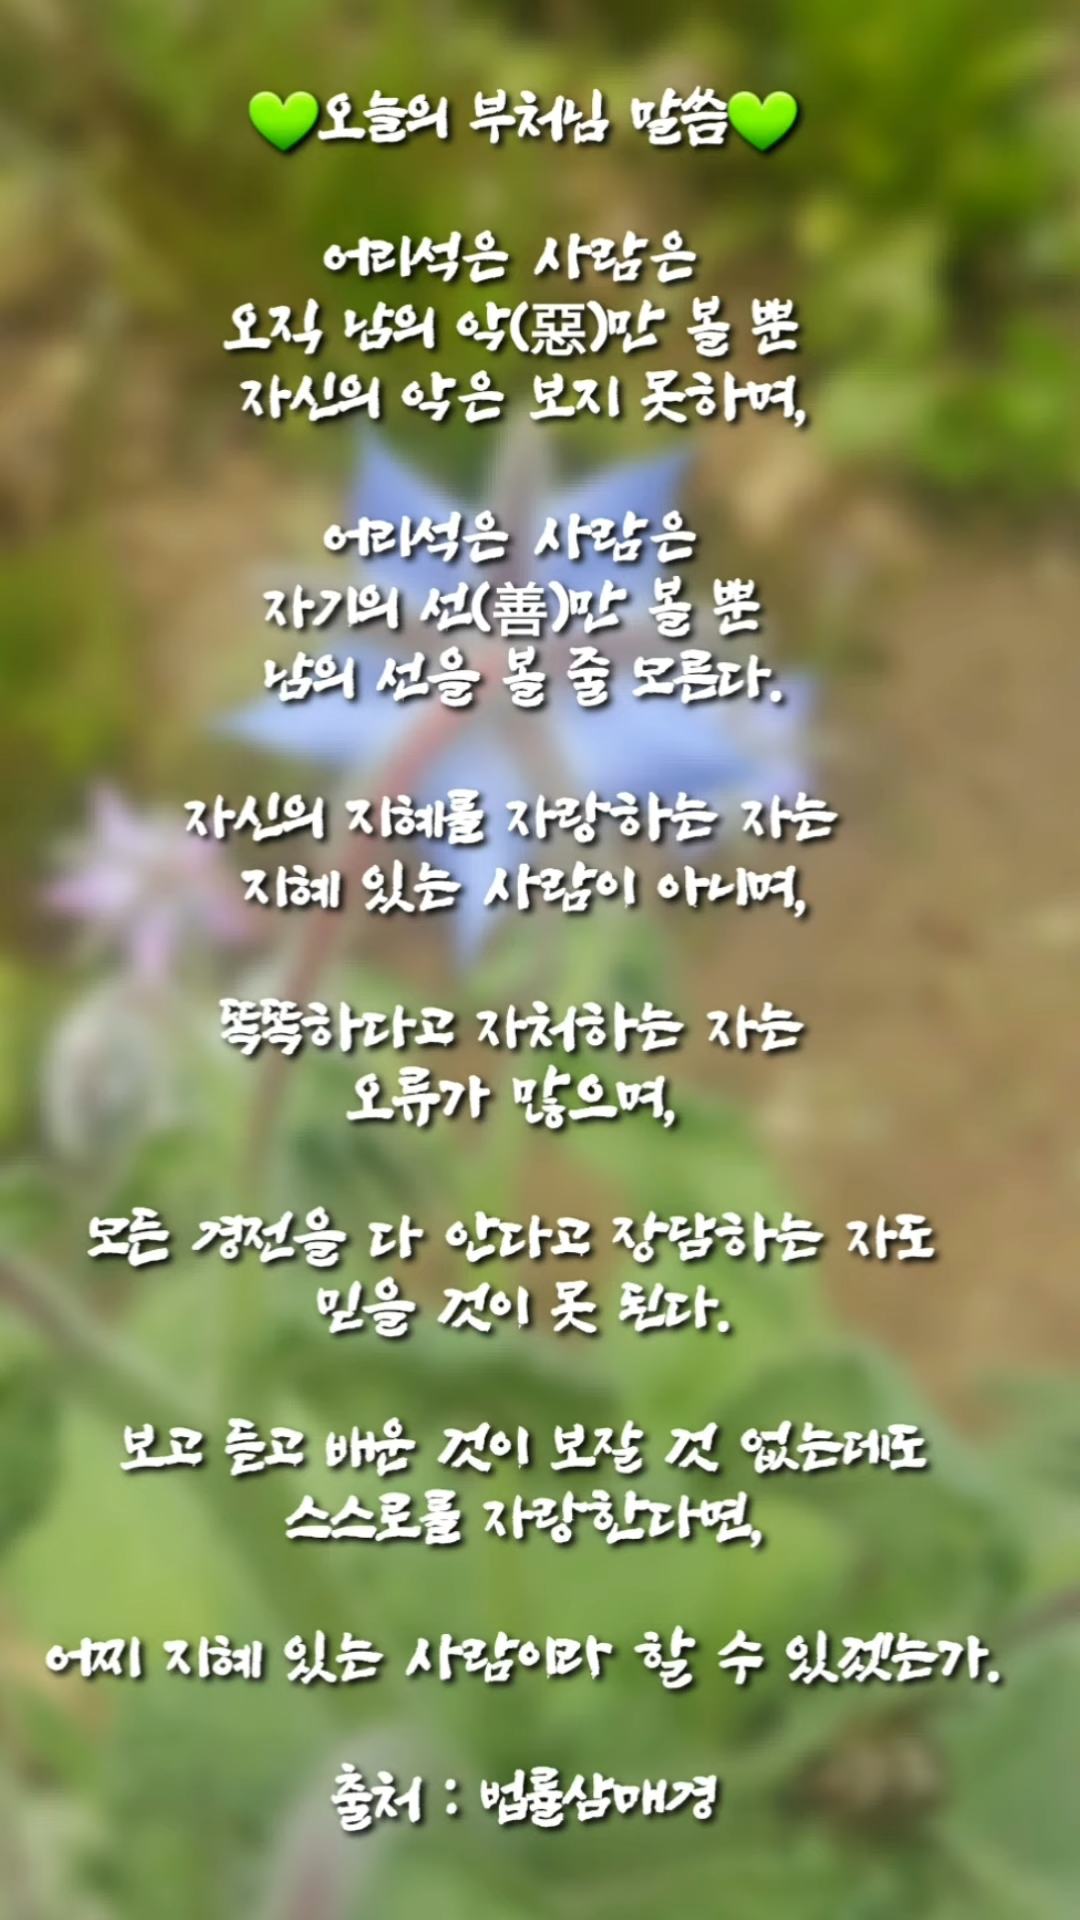 💚오늘의 부처님 말씀💚
어리석은 사람은
오직 남의 악(惡)만 볼 뿐
자신의 악은 보지 못하며,
어리석은 사람은
자기의 선(善)만 볼 뿐
남의 선을 볼 줄 모른다.
자신의 지혜를 자랑하는 자는
지혜 있는 사람이 아니며,
똑똑하다고 자처하는 자는
오류가 많으며,
모든 경전을 다 안다고 장담하는 자도
믿을 것이 못 된다.
보고 듣고 배운 것이 보잘 것 없는데도
스스로를 자랑한다면,
어찌 지혜 있는 사람이라 할 수 있겠는가.
출처 : 법률삼매경